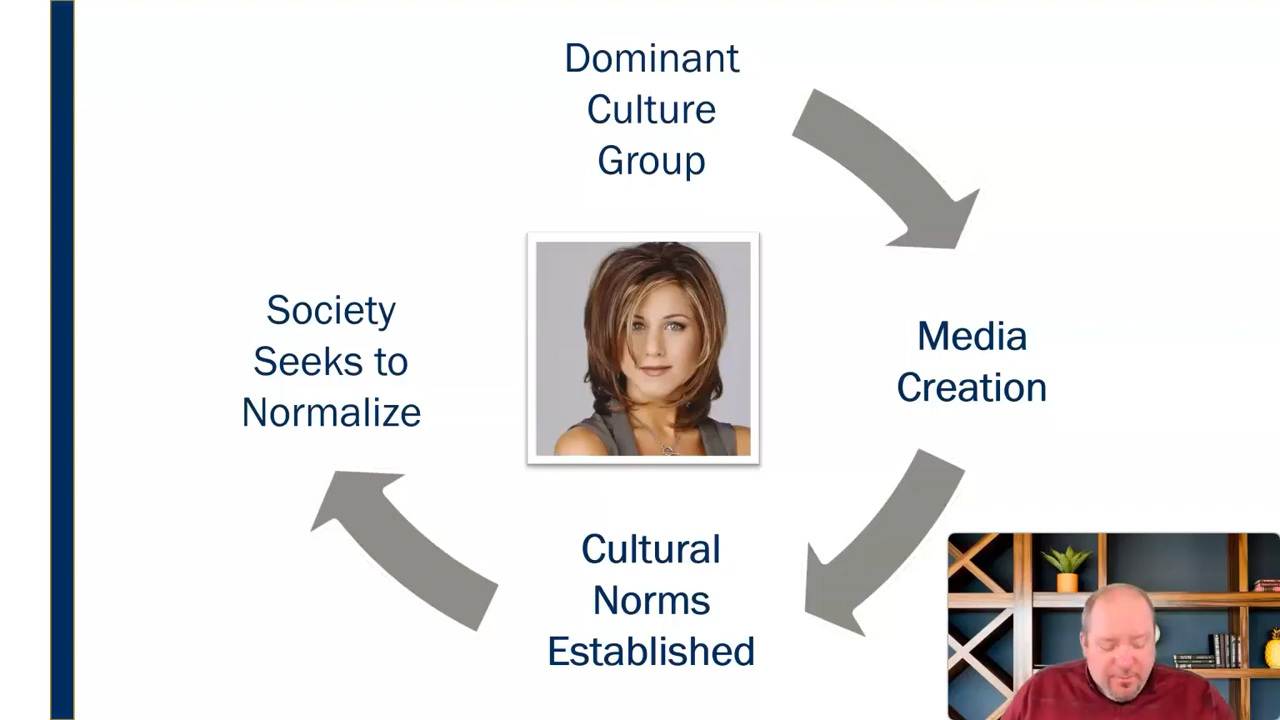 Dominant
Culture
Group
Media
Creation
Cultural
Norms
Established
Society
Seeks to
Normalize